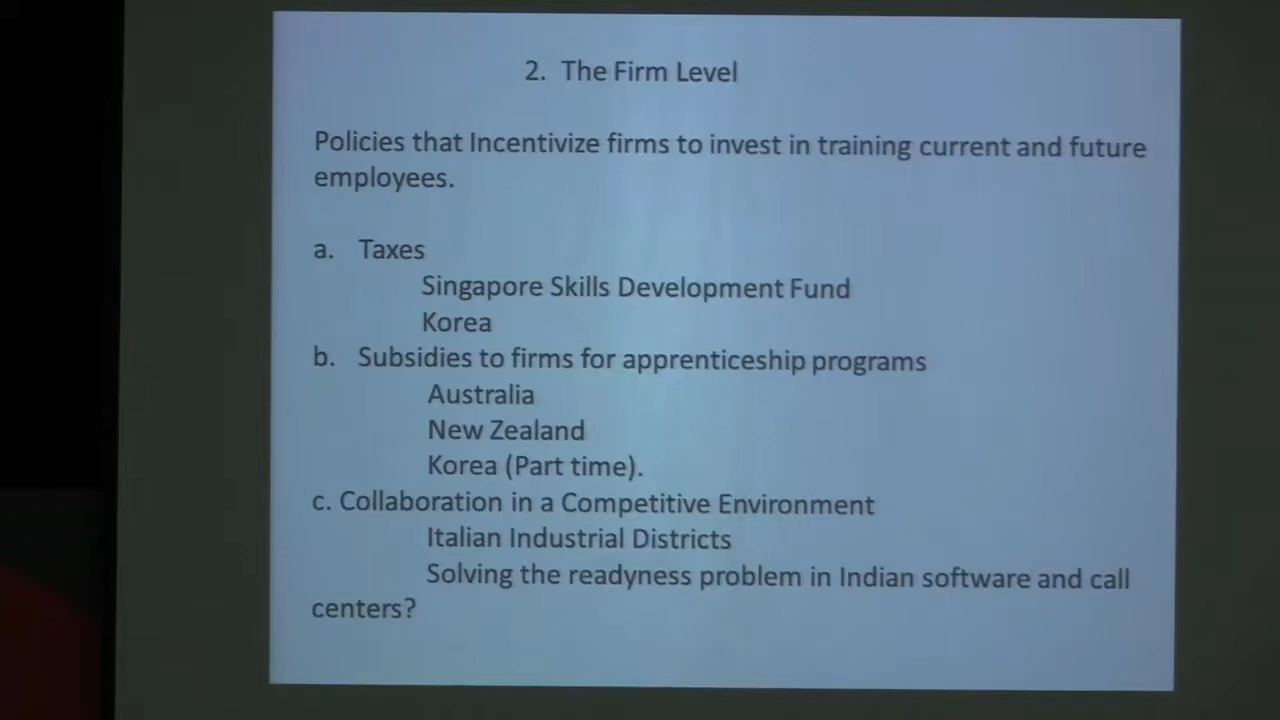 2. The Firm Level
Policies that Incentivize firms to invest in training current and future
employees.
a. Taxes
Singapore Skills Development Fund
Korea
b. Subsidies to firms for apprenticeship programs
Australia
New Zealand
Korea (Part time).
c. Collaboration in a Competitive Environment
Italian Industrial Districts
Solving the readyness problem in Indian software and call
centers?